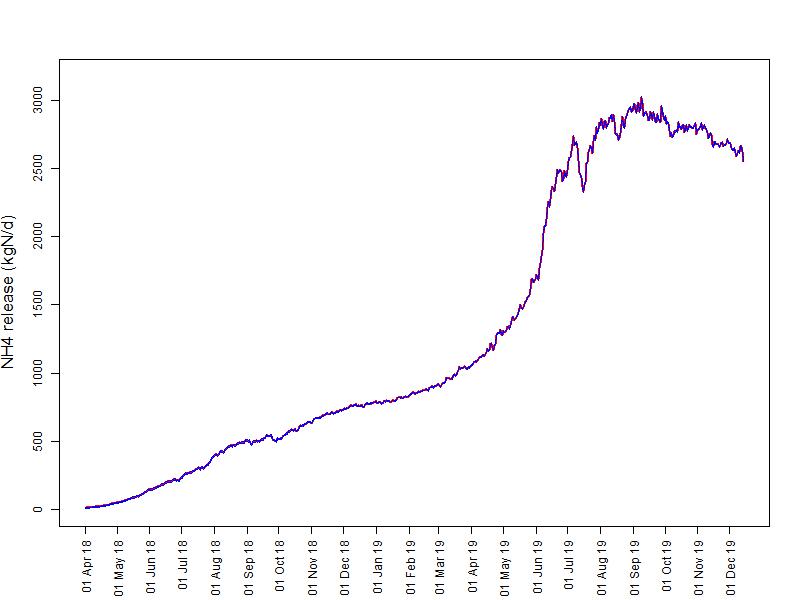 NH4 release (kgN/d)
3000
2500
2000
1500
1000
500
0
01 Apr 18
01 May 18
01 Jun 18
01 Jul 18
01 Aug 18
01 Sep 18
01 Oct 18
01 Nov 18
01 Dec 18
01 Jan 19
01 Feb 19
01 Mar 19
01 Apr 19
01 May 19
01 Jun 19
01 Jul 19
01 Aug 19
01 Sep 19
01 Oct 19
01 Nov 19
01 Dec 19